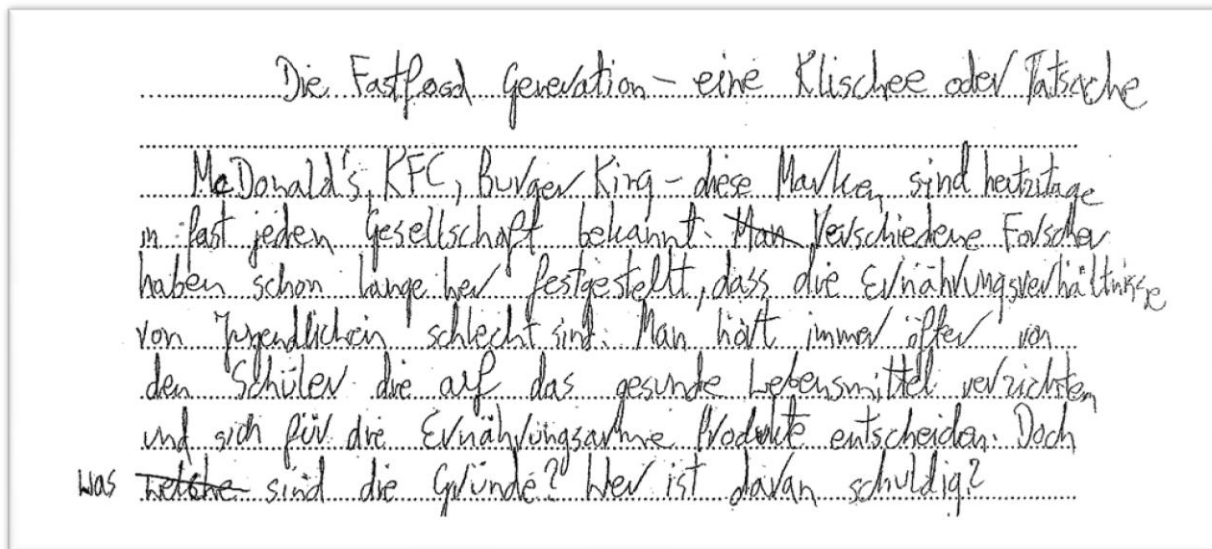 Die Fastfood Generation – eine Klischee oder Tatsache
McDonald's, KFC, Burger King – diese Marken sind heutzutage
in fast jeden Gesellschaft bekannt. Man Verschiedene Forscher
haben schon lange her festgestellt, dass die Ernährungsverhältnisse
von Jugendlichen schlecht sind. Man hört immer öfter von
den Schüler die auf das gesunde Lebensmittel verzichten
und sich für die Ernährungsarme Produkte entscheiden. Doch
was welche sind die Gründe? Wer ist daran schuldig?